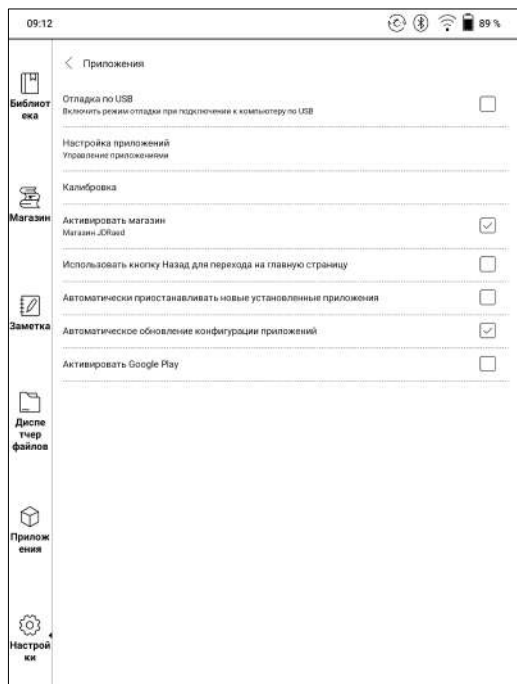 09:12
89 %
Приложения
Отладка по USB
Включить режим отладки при подключении к компьютеру по USB
Настройка приложений
Управление приложениями
Калибровка
Активировать магазин
Магазин JDRead
Использовать кнопку Назад для перехода на главную страницу
Автоматически приостанавливать новые установленные приложения
Автоматическое обновление конфигурации приложений
Активировать Google Play
Библиот
ека
Магазин
Заметка
Диспе
тчер
файлов
Прилож
ения
Настрой
ки